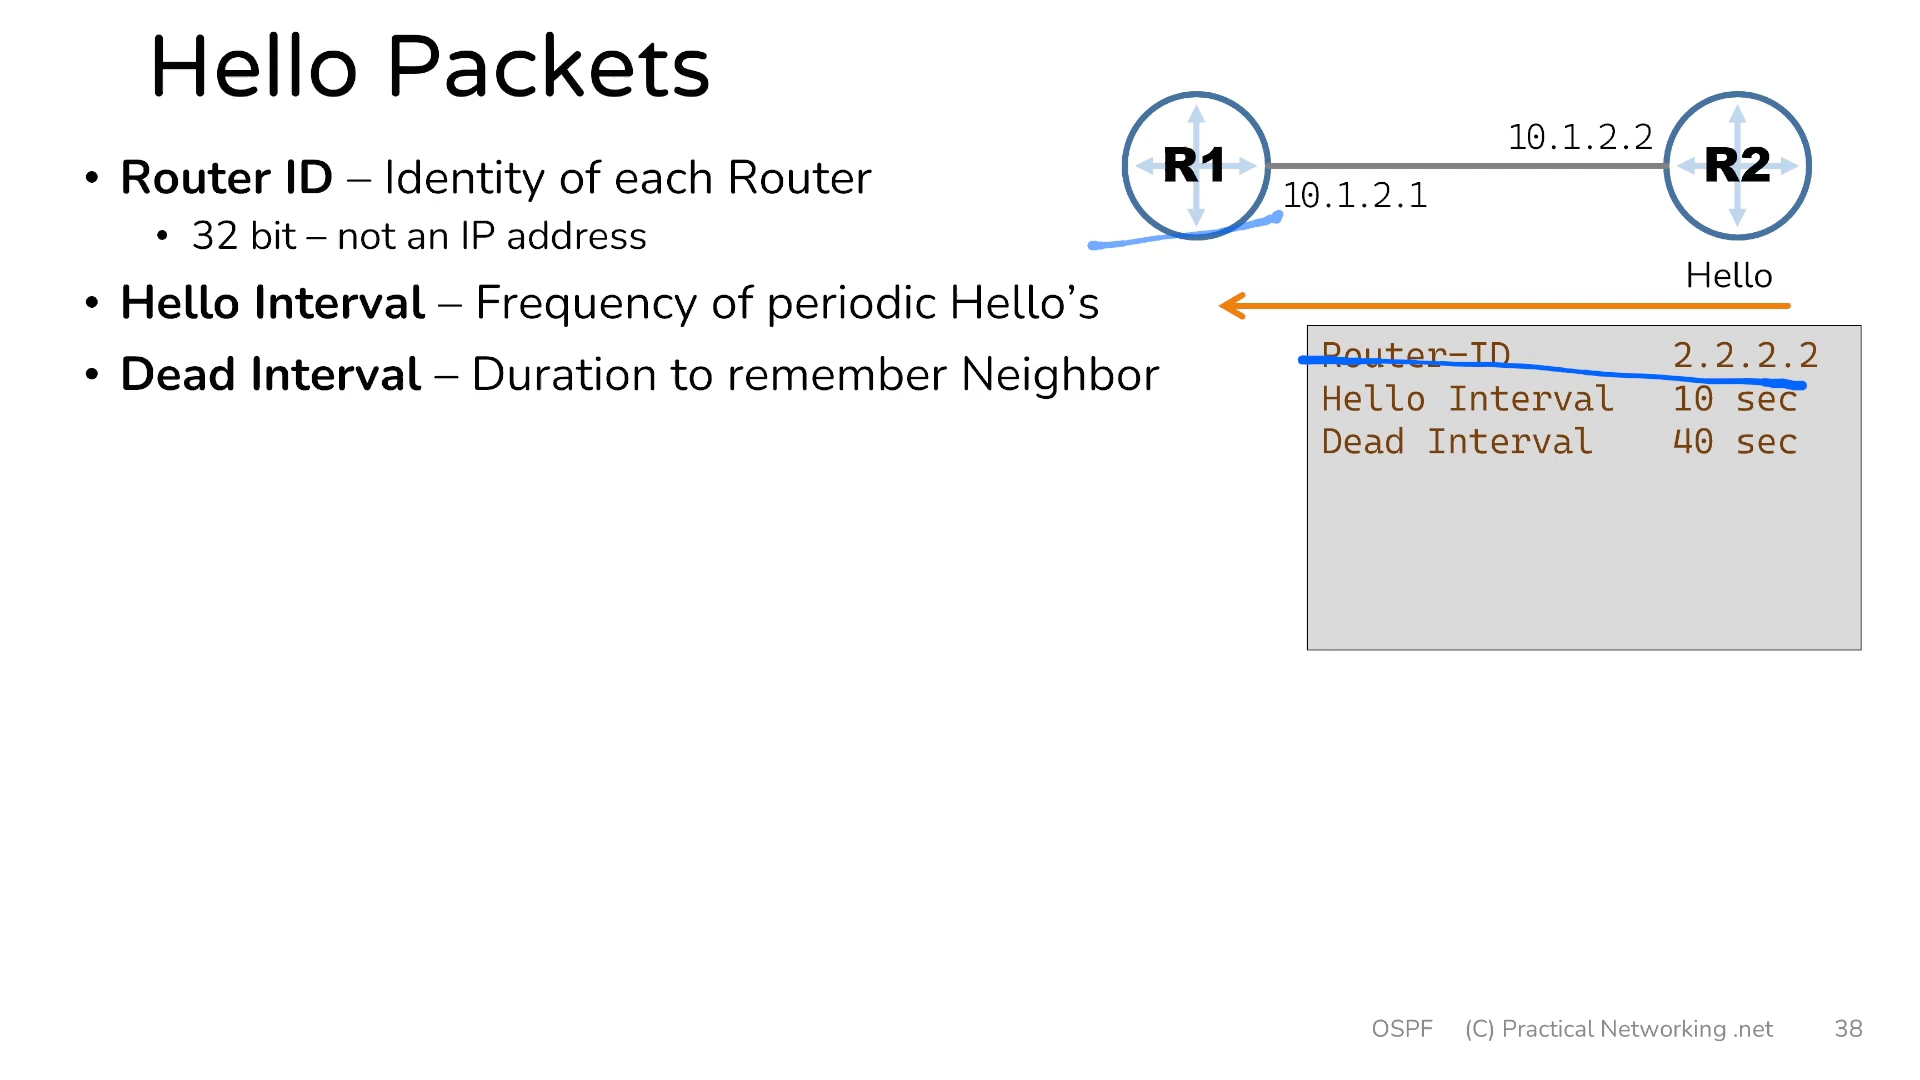 Hello Packets
• Router ID – Identity of each Router
• 32 bit – not an IP address
• Hello Interval – Frequency of periodic Hello's
• Dead Interval – Duration to remember Neighbor
R1
10.1.2.2
R2
10.1.2.1
Hello
Router-ID 2.2.2.2
Hello Interval 10 sec
Dead Interval 40 sec
OSPF (C) Practical Networking .net 38